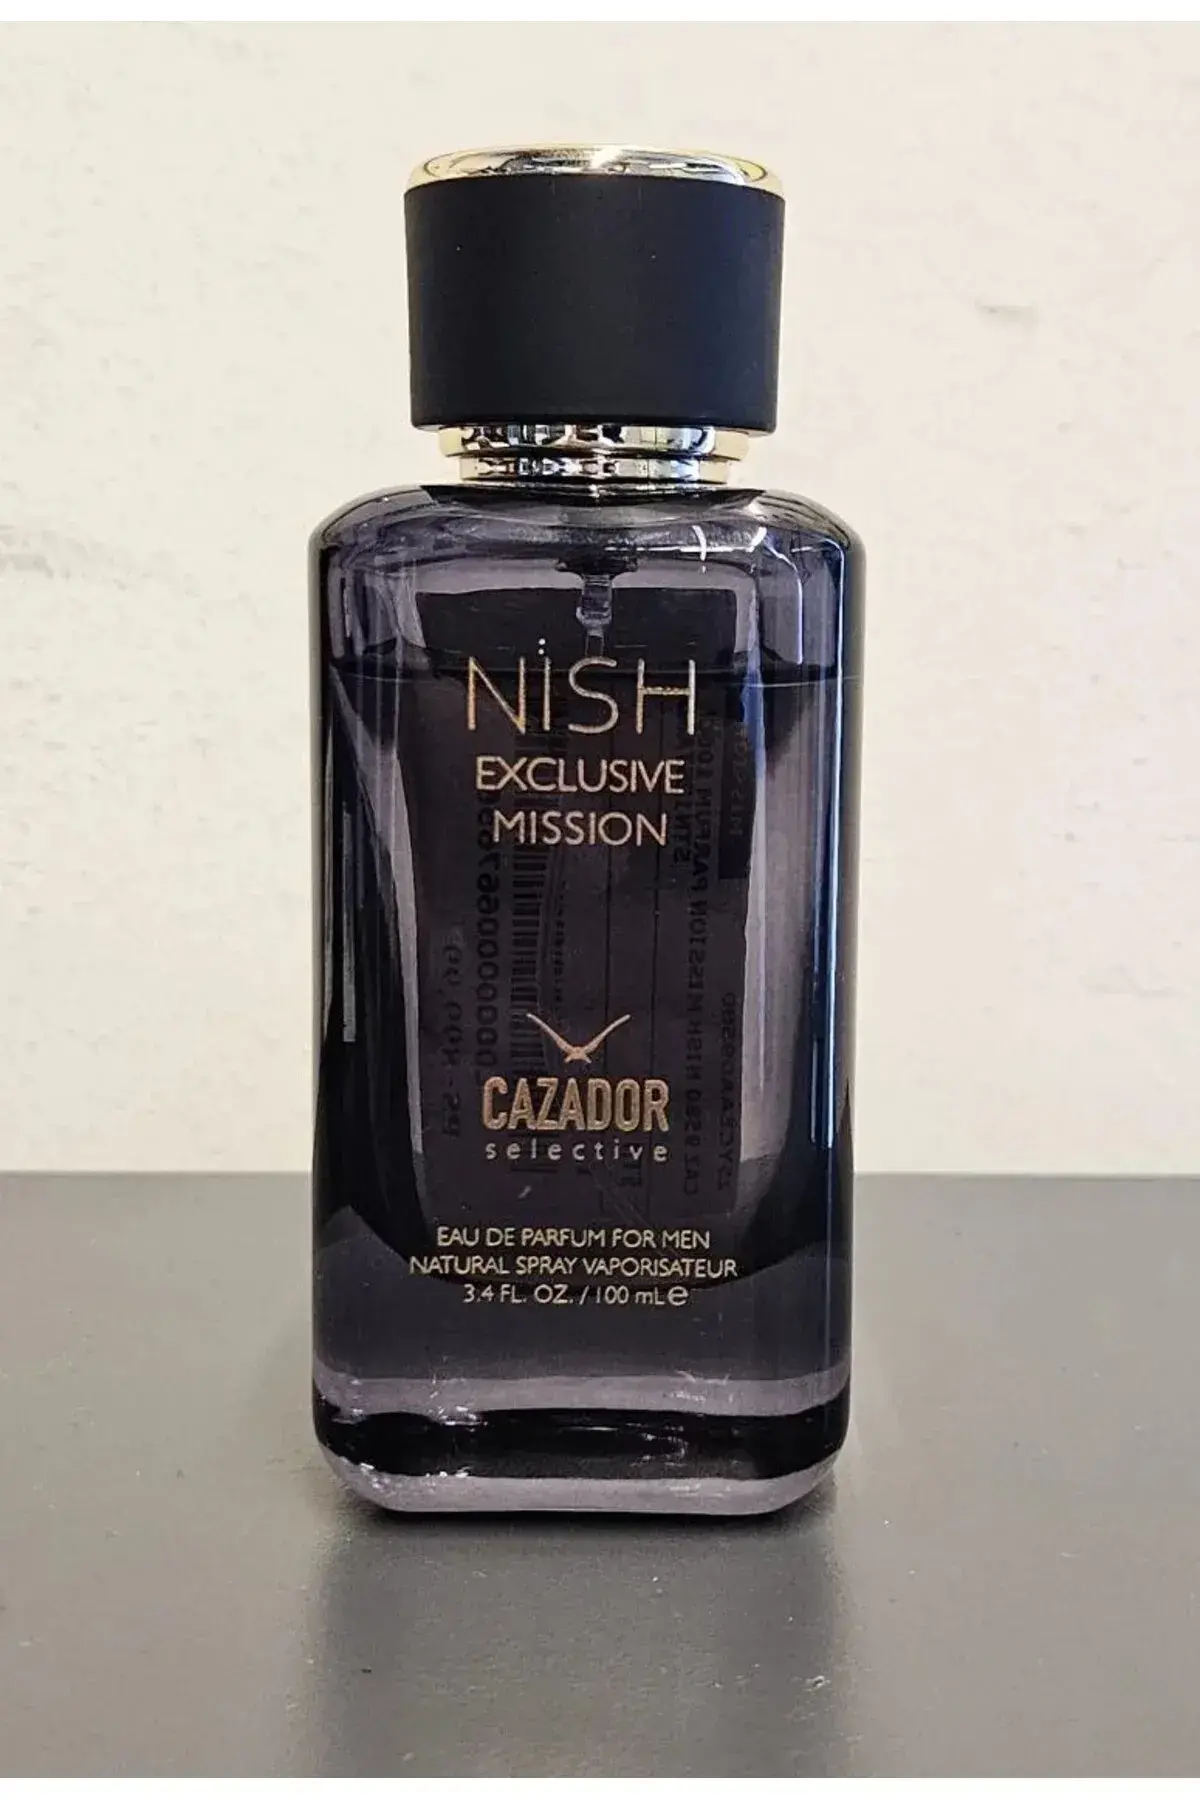 NİSH
EXCLUSIVE
MISSION
CAZADOR
selective
EAU DE PARFUM FOR MEN
NATURAL SPRAY VAPORISATEUR
3.4 FL. OZ. / 100 mL e